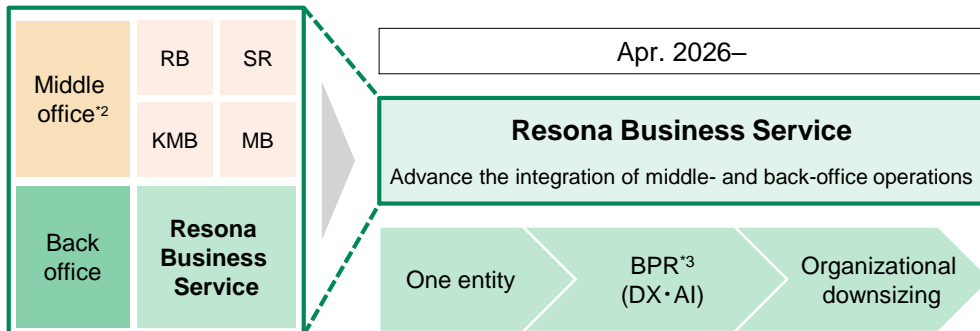 Middle
office*2
RB
SR
KMB
MB
Back
office
Resona
Business
Service
Apr. 2026–
Resona Business Service
Advance the integration of middle- and back-office operations
One entity
BPR*3
(DX・AI)
Organizational
downsizing